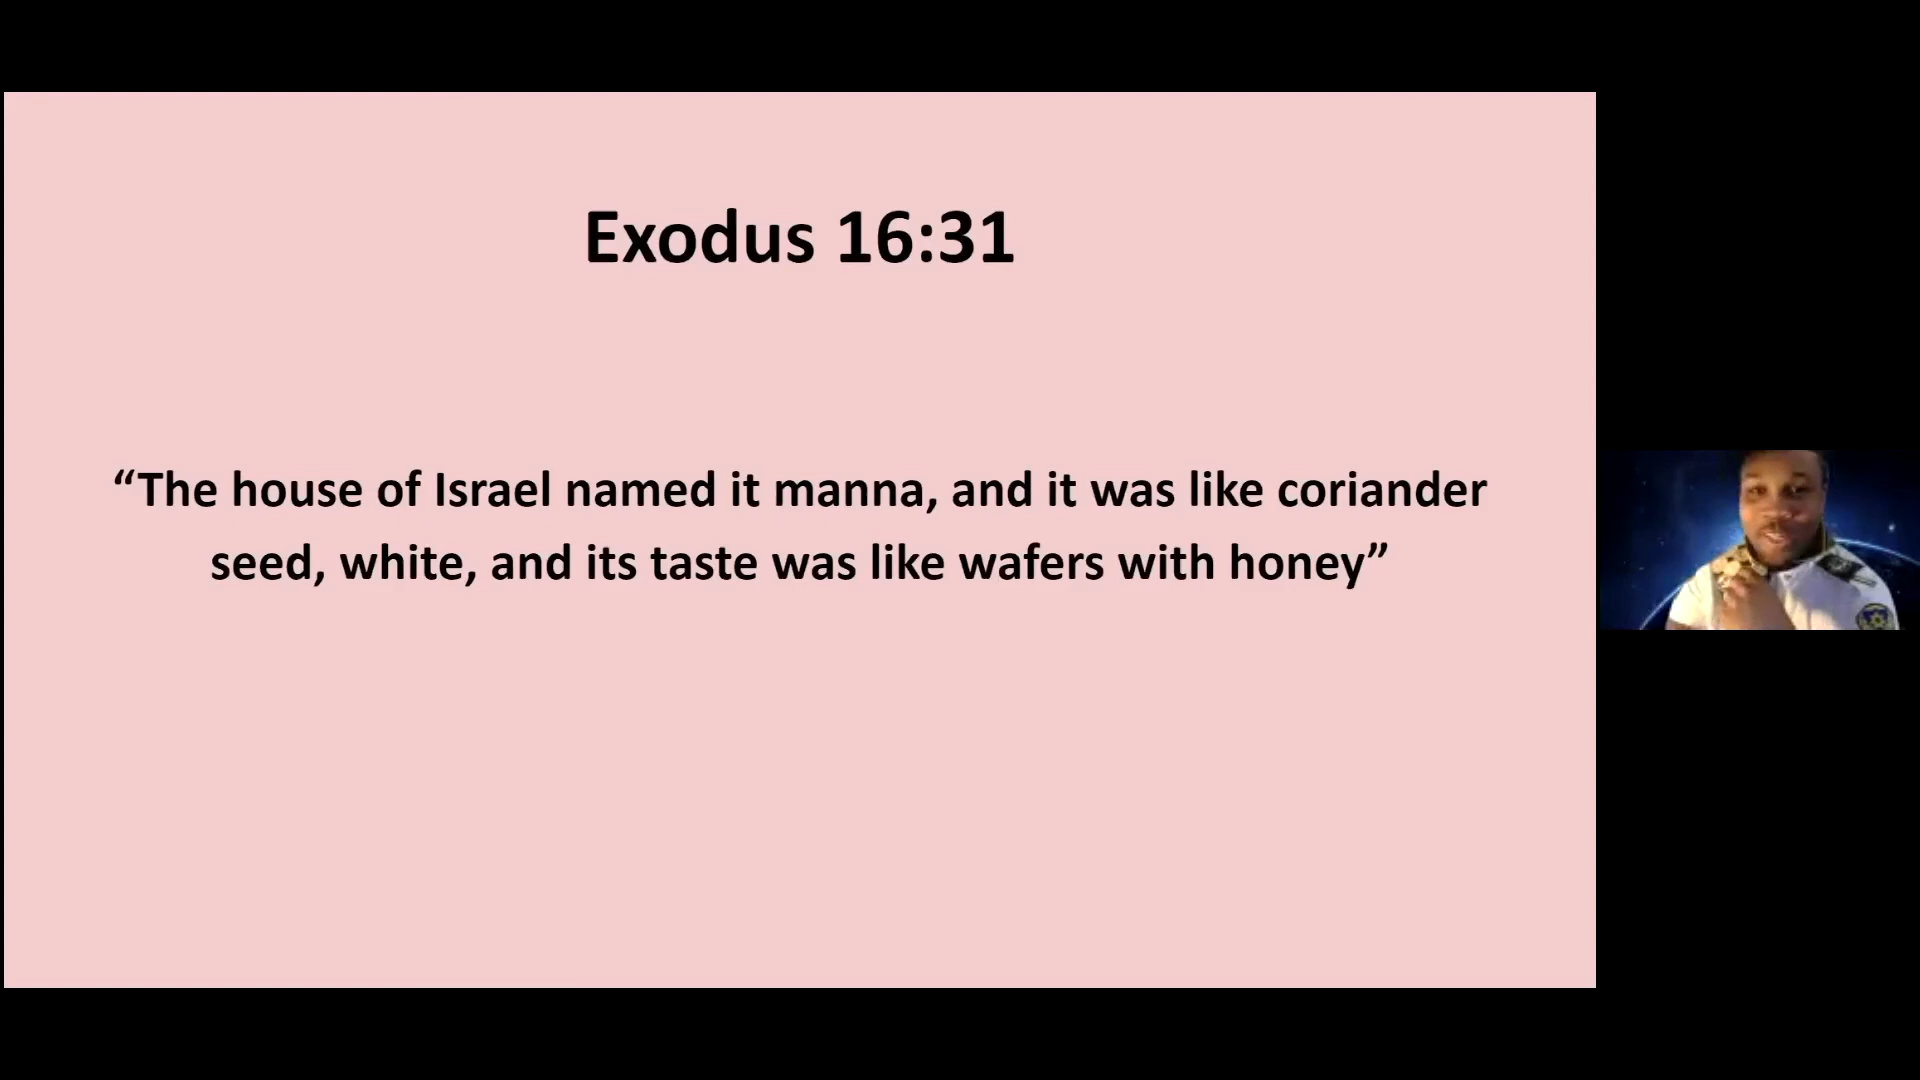 Exodus 16:31
“The house of Israel named it manna, and it was like coriander
seed, white, and its taste was like wafers with honey”